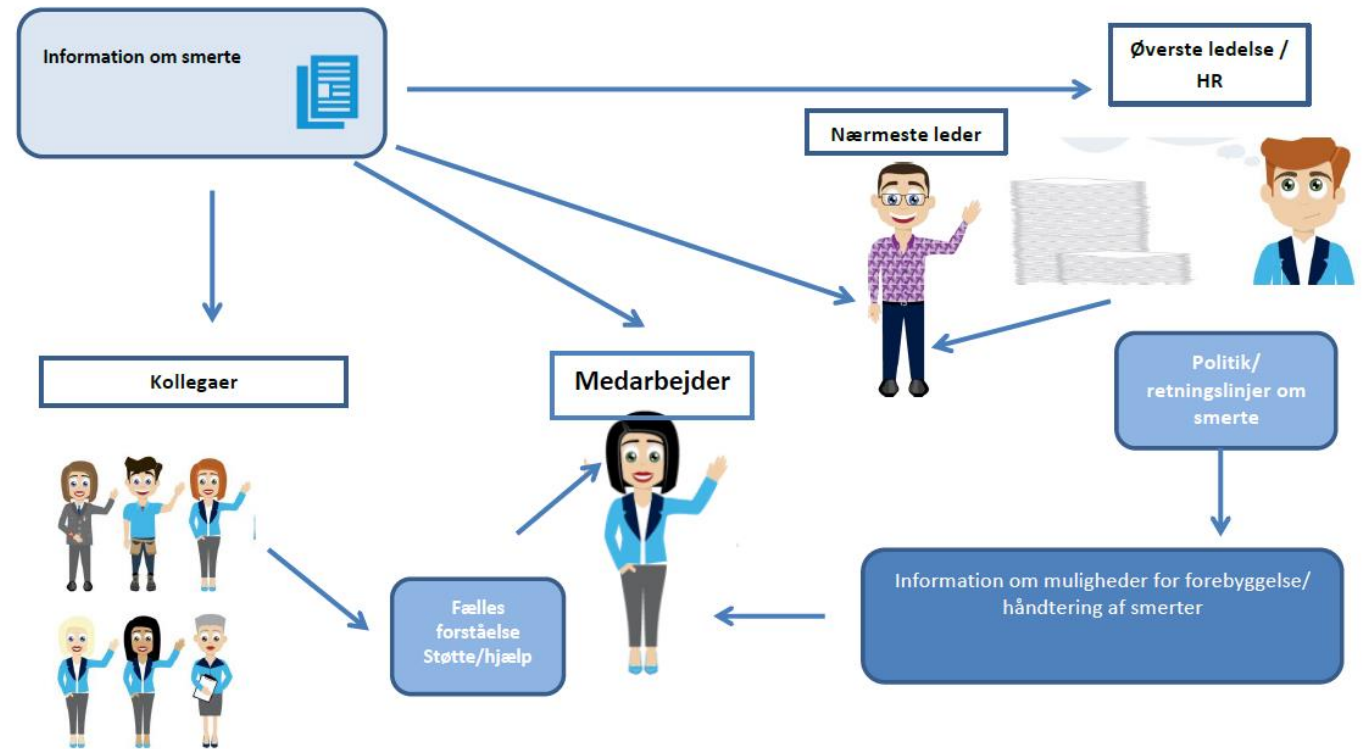 Information om smerte
Øverste ledelse /
HR
Nærmeste leder
Kollegaer
Medarbejder
Politik/
retningslinjer om
smerte
Fælles
forståelse
Støtte/hjælp
Information om muligheder for forebyggelse/
håndtering af smerter